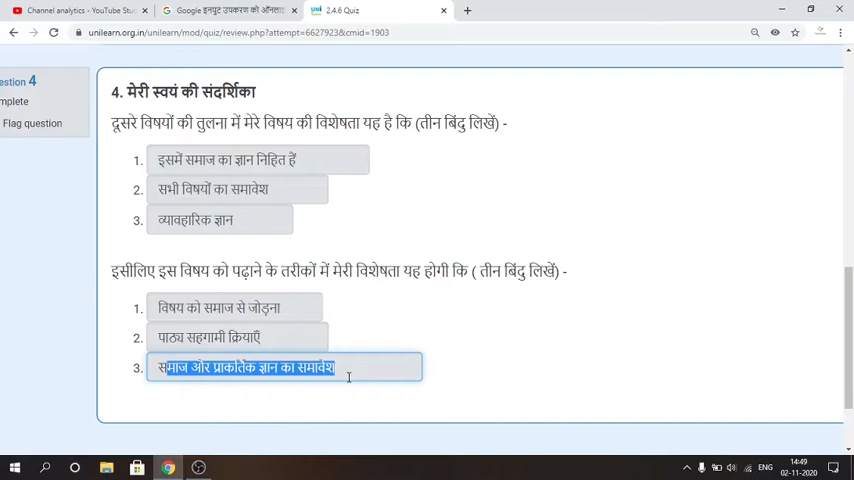 Channel analytics - YouTube Stu
Google इनपुट उपकरण को ऑनलाइ
2.4.6 Quiz
unilearn.org.in/unilearn/mod/quiz/review.php?attempt=6627923&cmid=1903
estion 4
mplete
Flag question
4. मेरी स्वयं की संदर्शिका
दूसरे विषयों की तुलना में मेरे विषय की विशेषता यह है कि (तीन बिंदु लिखें) -
1. इसमें समाज का ज्ञान निहित हैं
2. सभी विषयों का समावेश
3. व्यावहारिक ज्ञान
इसीलिए इस विषय को पढ़ाने के तरीकों में मेरी विशेषता यह होगी कि ( तीन बिंदु लिखें) -
1. विषय को समाज से जोड़ना
2. पाठ्य सहगामी क्रियाएँ
3. समाज ओर प्राकर्तिक ज्ञान का समावेश
ENG
14:49
02-11-2020